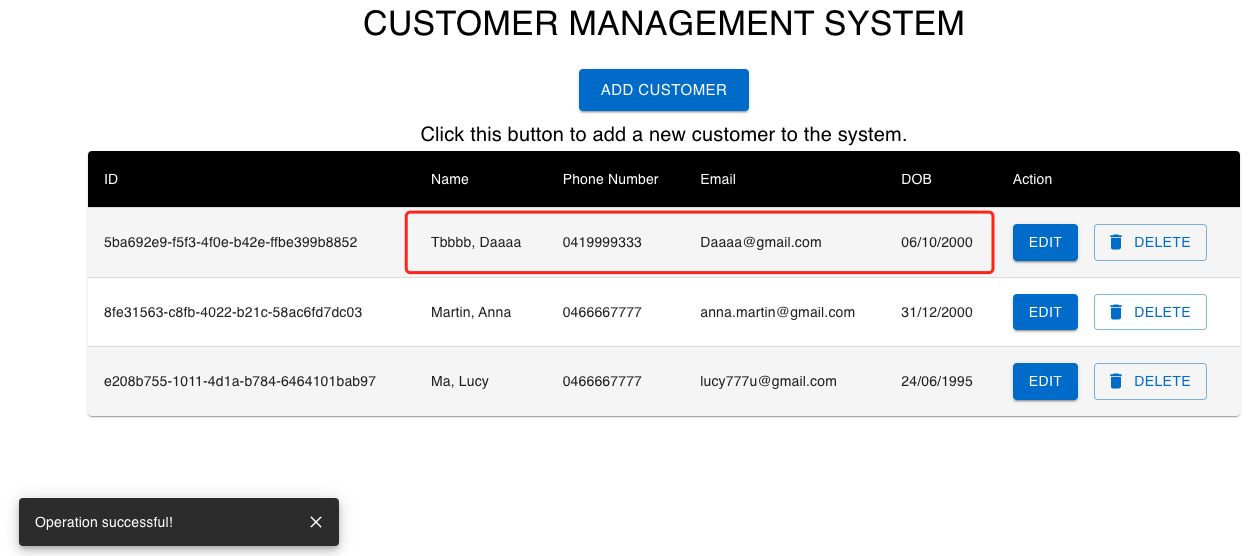 CUSTOMER MANAGEMENT SYSTEM
ADD CUSTOMER
Click this button to add a new customer to the system.
ID Name Phone Number Email DOB Action
5ba692e9-f5f3-4f0e-b42e-ffbe399b8852 Tbbbb, Daaaa 0419999333 Daaaa@gmail.com 06/10/2000 EDIT DELETE
8fe31563-c8fb-4022-b21c-58ac6fd7dc03 Martin, Anna 0466667777 anna.martin@gmail.com 31/12/2000 EDIT DELETE
e208b755-1011-4d1a-b784-6464101bab97 Ma, Lucy 0466667777 lucy777u@gmail.com 24/06/1995 EDIT DELETE
Operation successful!